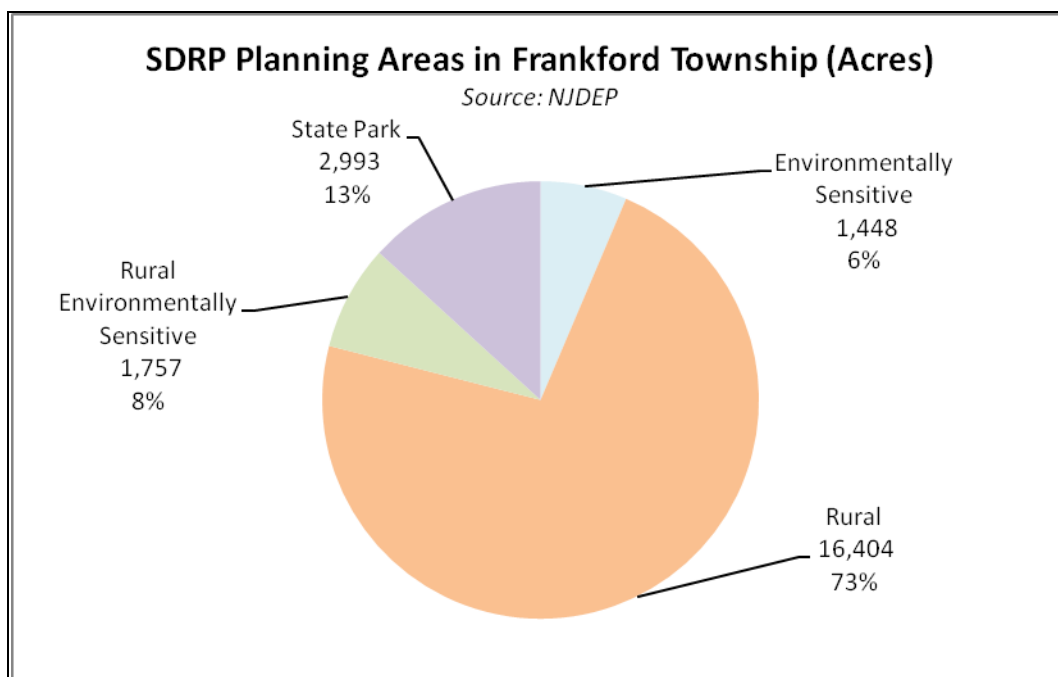 SDRP Planning Areas in Frankford Township (Acres)
Source: NJDEP
State Park
2,993
13%
Environmentally
Sensitive
1,448
6%
Rural
Environmentally
Sensitive
1,757
8%
Rural
16,404
73%